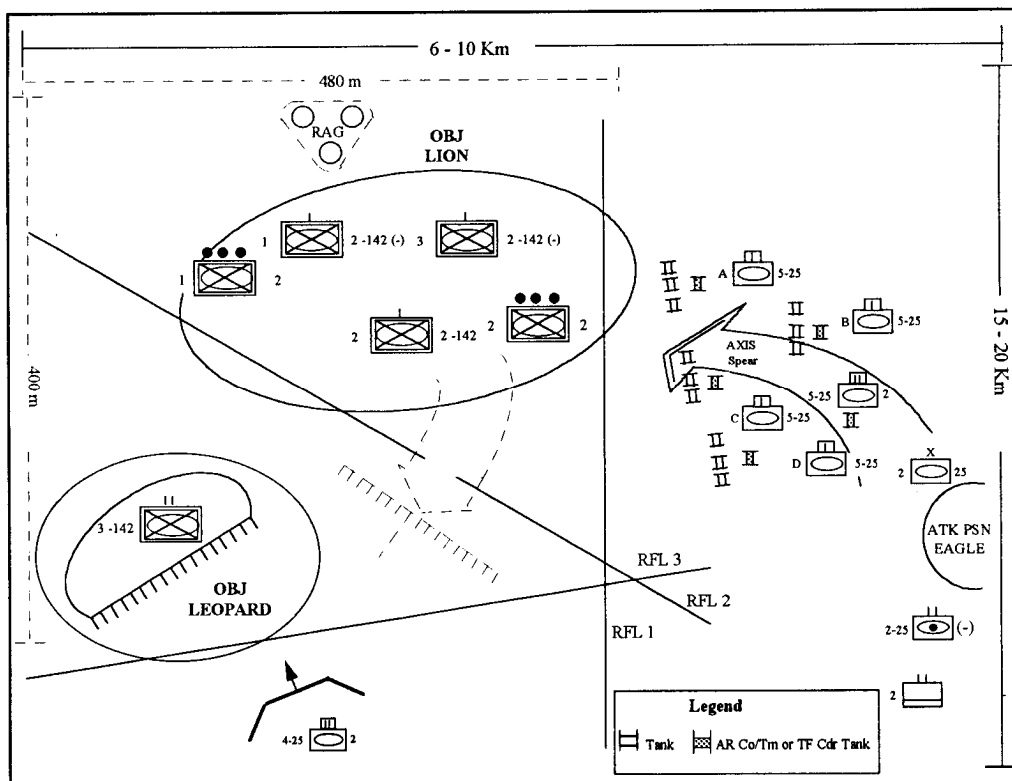 6 - 10 Km
480 m
RAG
OBJ
LION
1 2 -142 (-) 3 2 -142 (-)
1 2
2 2 -142 2 2
400 m
15 - 20 Km
A 5-25
B 5-25
AXIS
Spear
5-25 2
C 5-25
D 5-25
X
2 25
ATK PSN
EAGLE
3 -142
OBJ
LEOPARD
RFL 3
RFL 2
RFL 1
2-25 (-)
2
4-25 2
Legend
Tank AR Co/Tm or TF Cdr Tank